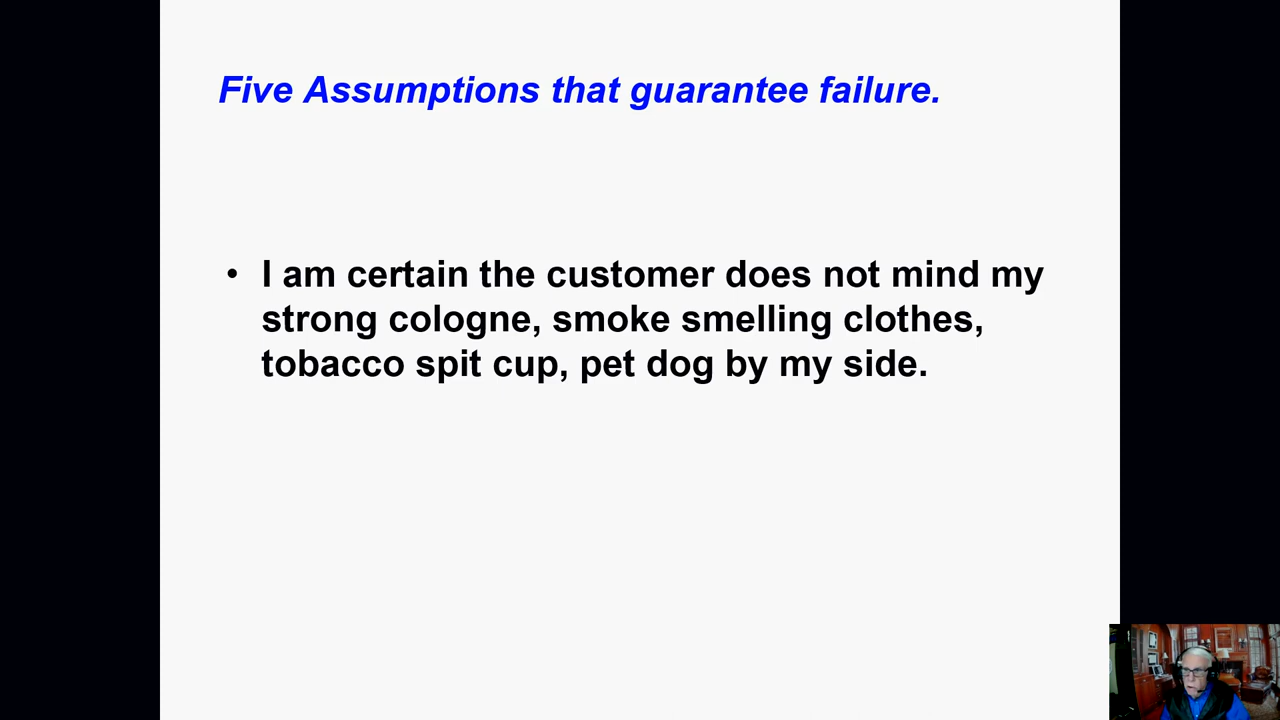 Five Assumptions that guarantee failure.
• I am certain the customer does not mind my
strong cologne, smoke smelling clothes,
tobacco spit cup, pet dog by my side.